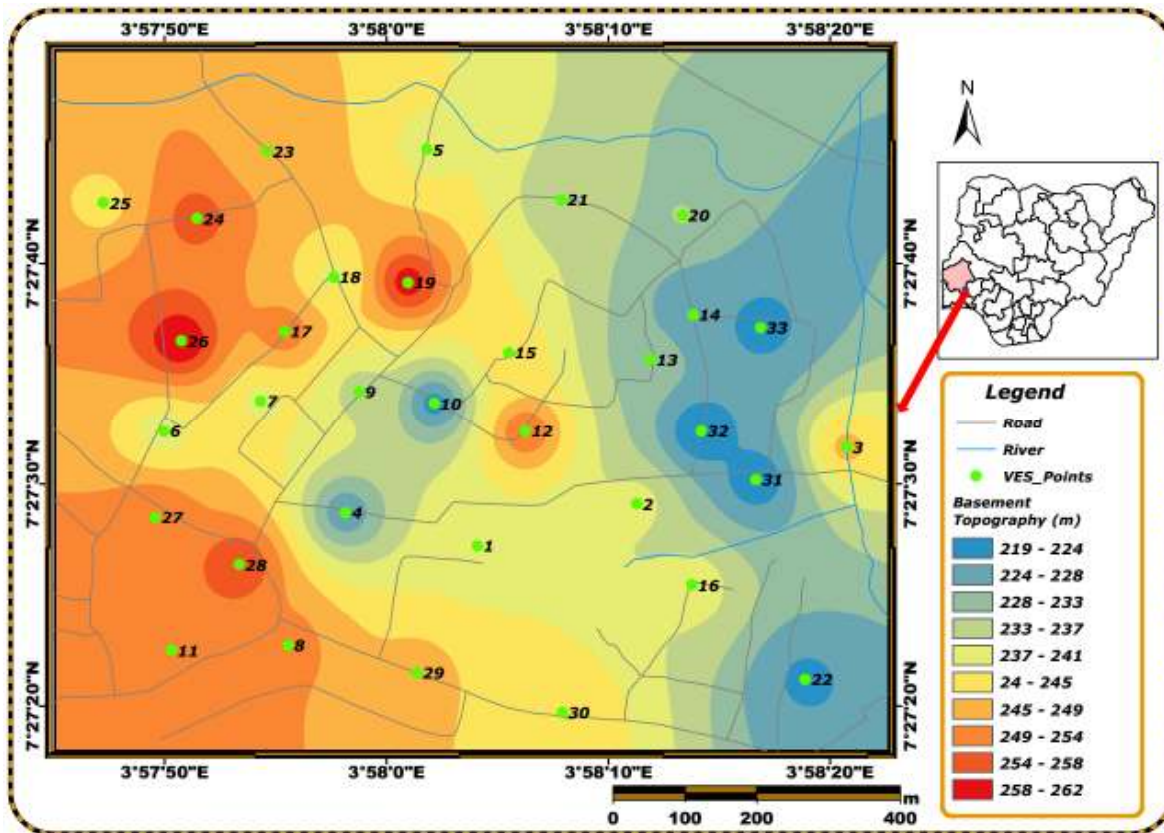 3°57'50"E 3°58'0"E 3°58'10"E 3°58'20"E
N
23
5
25
24
21
20
7°27'40"N 7°27'40"N
18
19
14
33
17
26
15
13
9
7
10
6
12
32
3
7°27'30"N 7°27'30"N
31
2
4
27
1
28
16
8
11
29
22
7°27'20"N 7°27'20"N
30
3°57'50"E 3°58'0"E 3°58'10"E 3°58'20"E
m
0 100 200 400
Legend
Road
River
VES_Points
Basement
Topography (m)
219 - 224
224 - 228
228 - 233
233 - 237
237 - 241
24 - 245
245 - 249
249 - 254
254 - 258
258 - 262